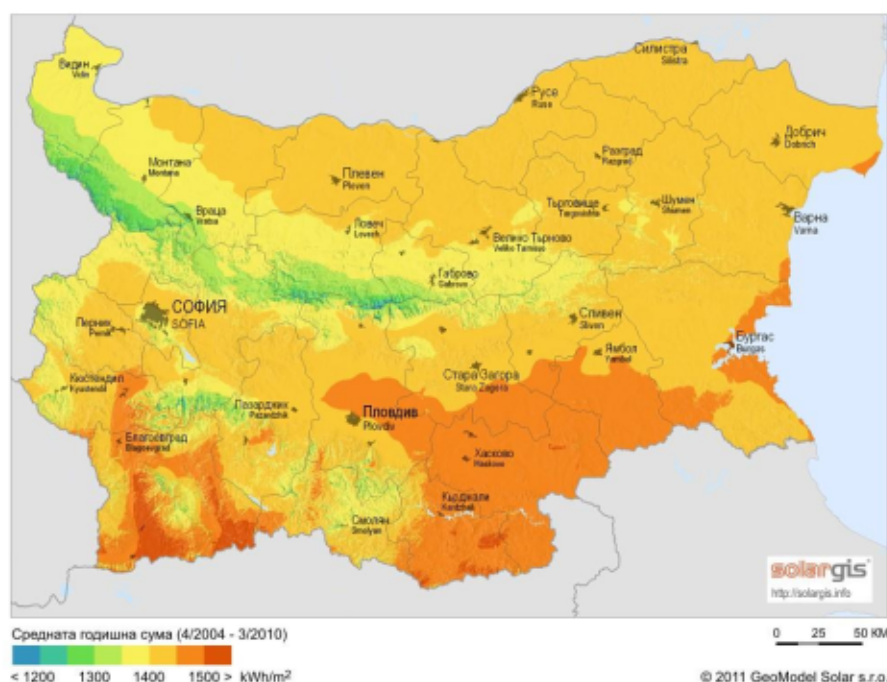 Силистра
Silistra
Видин
Vidin
Русе
Ruse
Добрич
Dobrich
Разград
Razgrad
Монтана
Montana
Плевен
Pleven
Търговище
Targovishte
Шумен
Shumen
Враца
Vratsa
Варна
Varna
Ловеч
Lovech
Велико Търново
Veliko Tarnovo
Габрово
Gabrovo
СОФИЯ
SOFIA
Сливен
Sliven
Перник
Pernik
Бургас
Burgas
Ямбол
Yambol
Стара Загора
Stara Zagora
Кюстендил
Kyustendil
Пазарджик
Pazardzhik
Пловдив
Plovdiv
Благоевград
Blagoevgrad
Хасково
Haskovo
Кърджали
Kardzhali
Смолян
Smolyan
solargis
http://solargis.info
Средната годишна сума (4/2004 - 3/2010)
0 25 50 KM
< 1200 1300 1400 1500 > kWh/m²
© 2011 GeoModel Solar s.r.o.